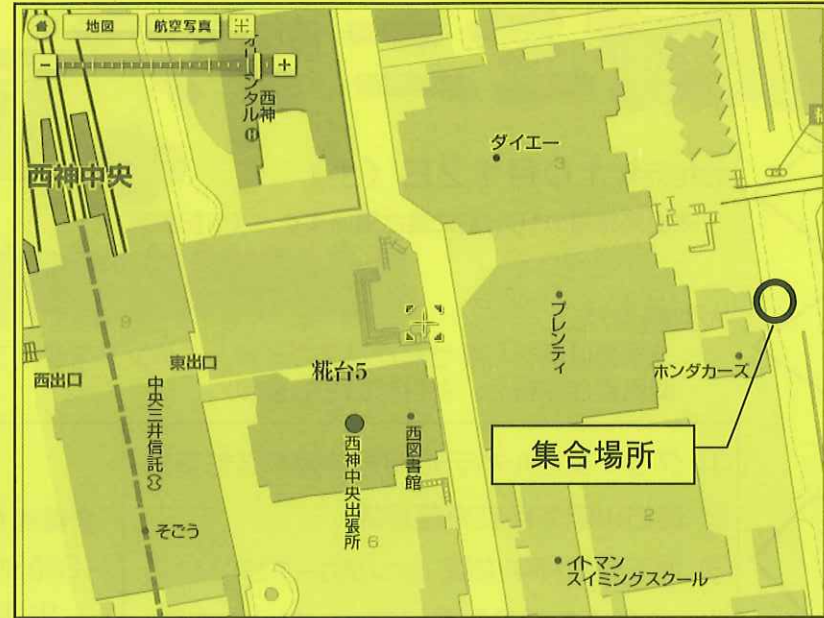 地図
航空写真
オリエンタル
西神
ダイエー
3
西神中央
9
プレンティ
西出口
東出口
糀台5
中央三井信託
西神中央出張所
西図書館
ホンダカーズ
集合場所
そごう
6
2
イトマン
スイミングスクール